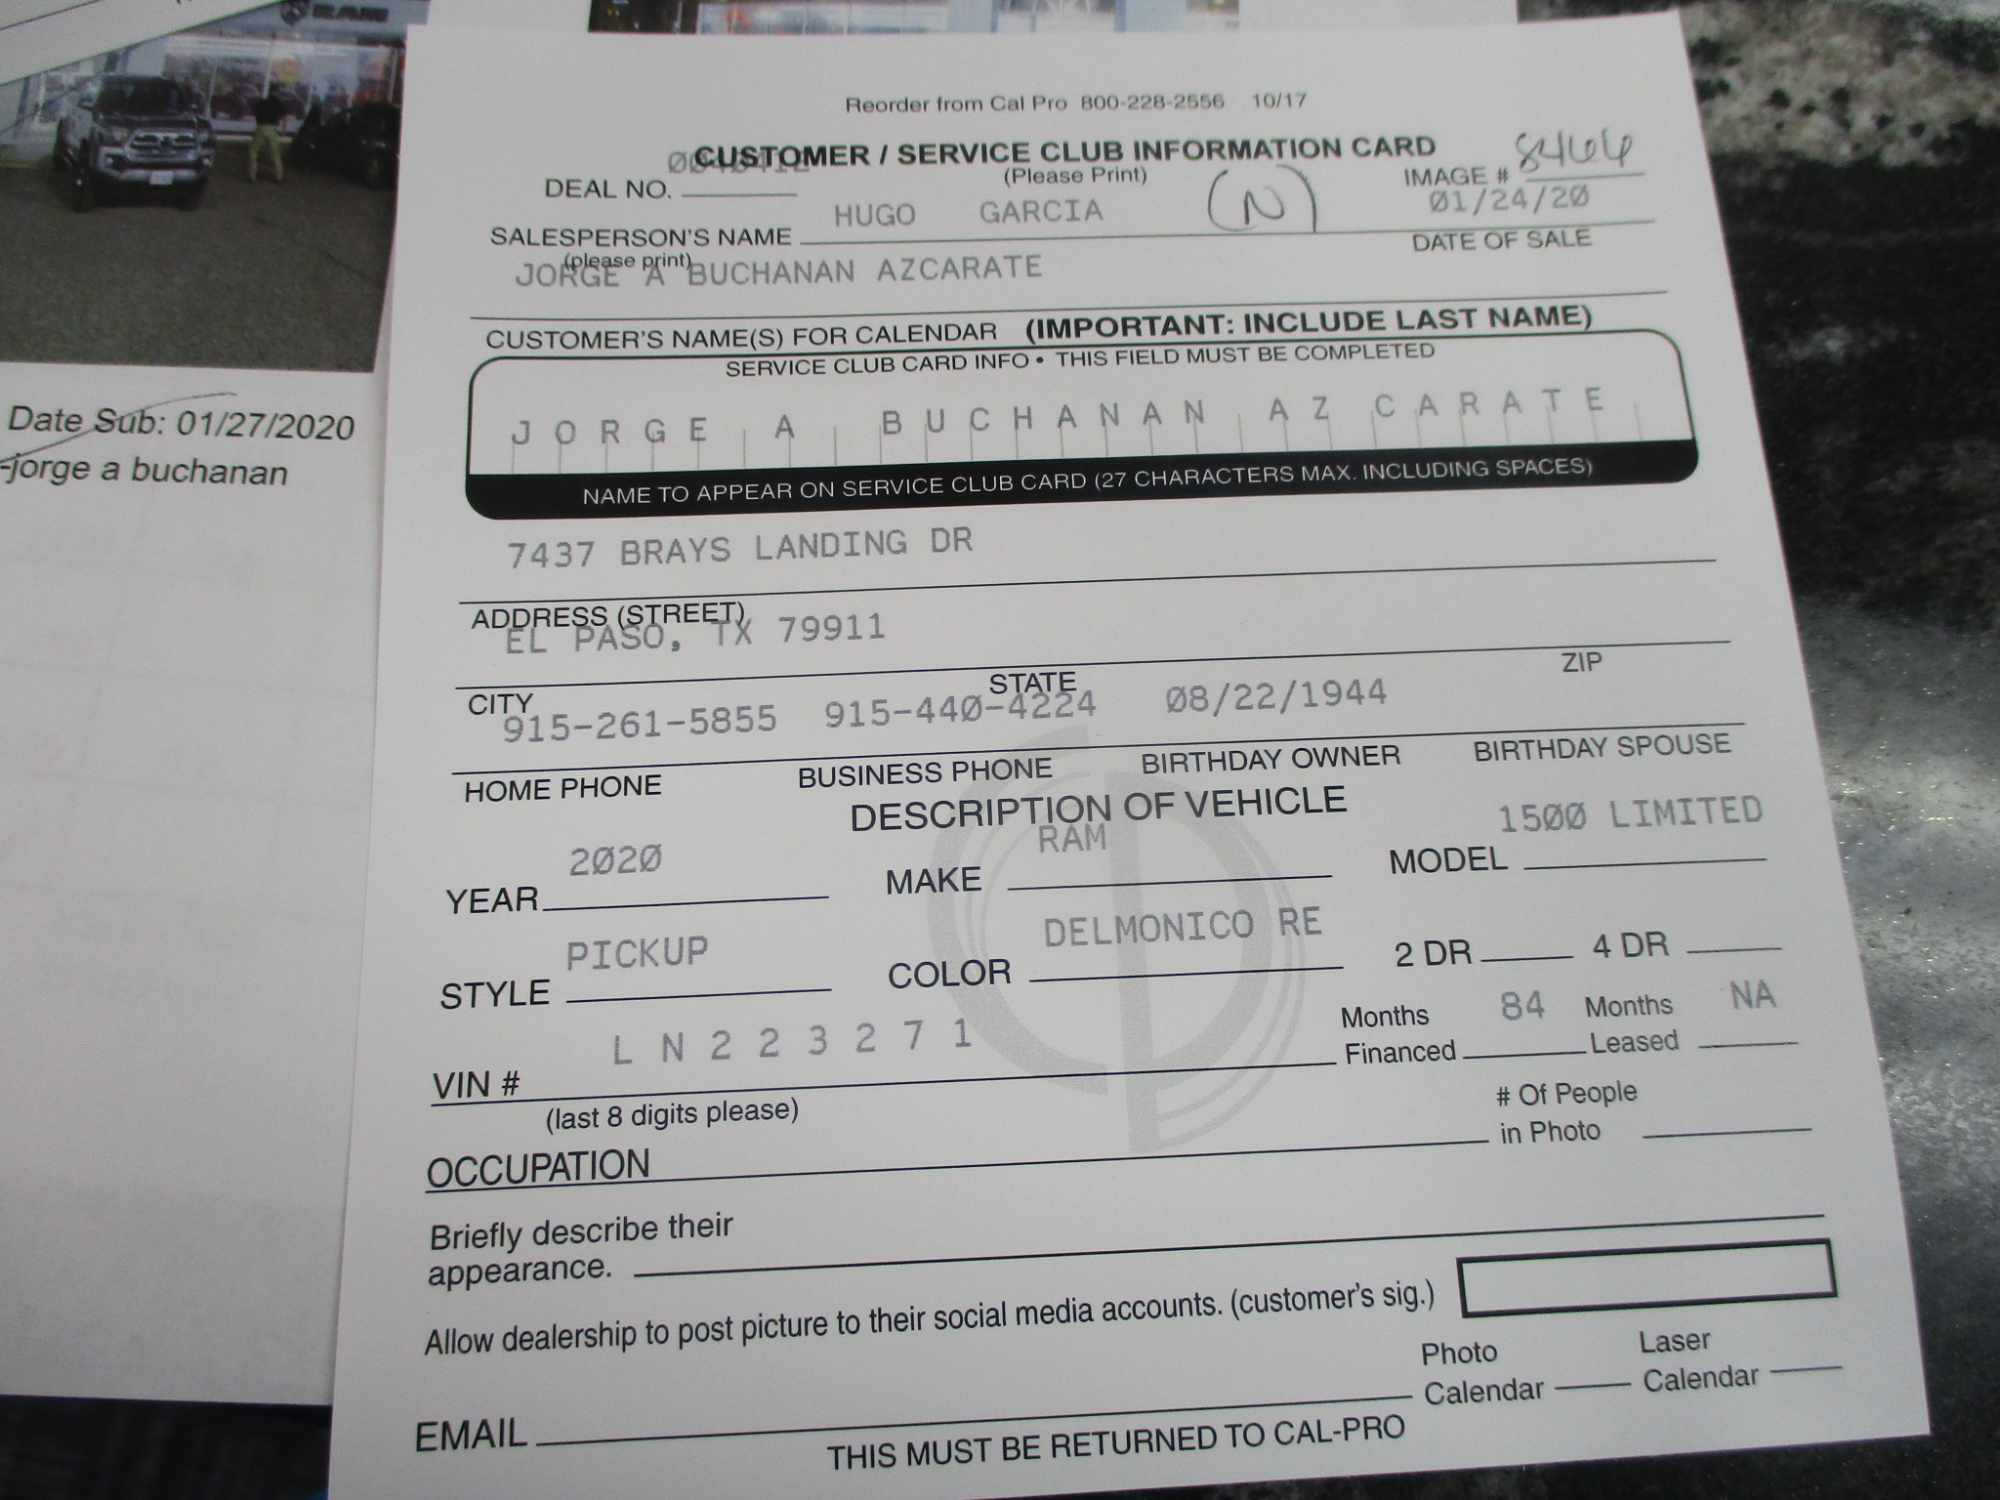 RAM
Date Sub: 01/27/2020
-jorge a buchanan
Reorder from Cal Pro 800-228-2556 10/17
CUSTOMER / SERVICE CLUB INFORMATION CARD
(Please Print)
DEAL NO.
IMAGE # 8466
HUGO GARCIA (N) 01/24/20
SALESPERSON'S NAME
DATE OF SALE
(please print)
JORGE A BUCHANAN AZCARATE
CUSTOMER'S NAME(S) FOR CALENDAR (IMPORTANT: INCLUDE LAST NAME)
SERVICE CLUB CARD INFO • THIS FIELD MUST BE COMPLETED
JORGE A BUCHANAN AZCARATE
NAME TO APPEAR ON SERVICE CLUB CARD (27 CHARACTERS MAX. INCLUDING SPACES)
7437 BRAYS LANDING DR
ADDRESS (STREET)
EL PASO, TX 79911
CITY STATE ZIP
915-261-5855 915-440-4224 08/22/1944
HOME PHONE BUSINESS PHONE BIRTHDAY OWNER BIRTHDAY SPOUSE
DESCRIPTION OF VEHICLE
YEAR 2020 MAKE RAM MODEL 1500 LIMITED
STYLE PICKUP COLOR DELMONICO RE 2 DR 4 DR
VIN # LN223271 Months Financed 84 Months Leased NA
(last 8 digits please)
OCCUPATION # Of People in Photo
Briefly describe their
appearance.
Allow dealership to post picture to their social media accounts. (customer's sig.)
EMAIL Photo Calendar Laser Calendar
THIS MUST BE RETURNED TO CAL-PRO